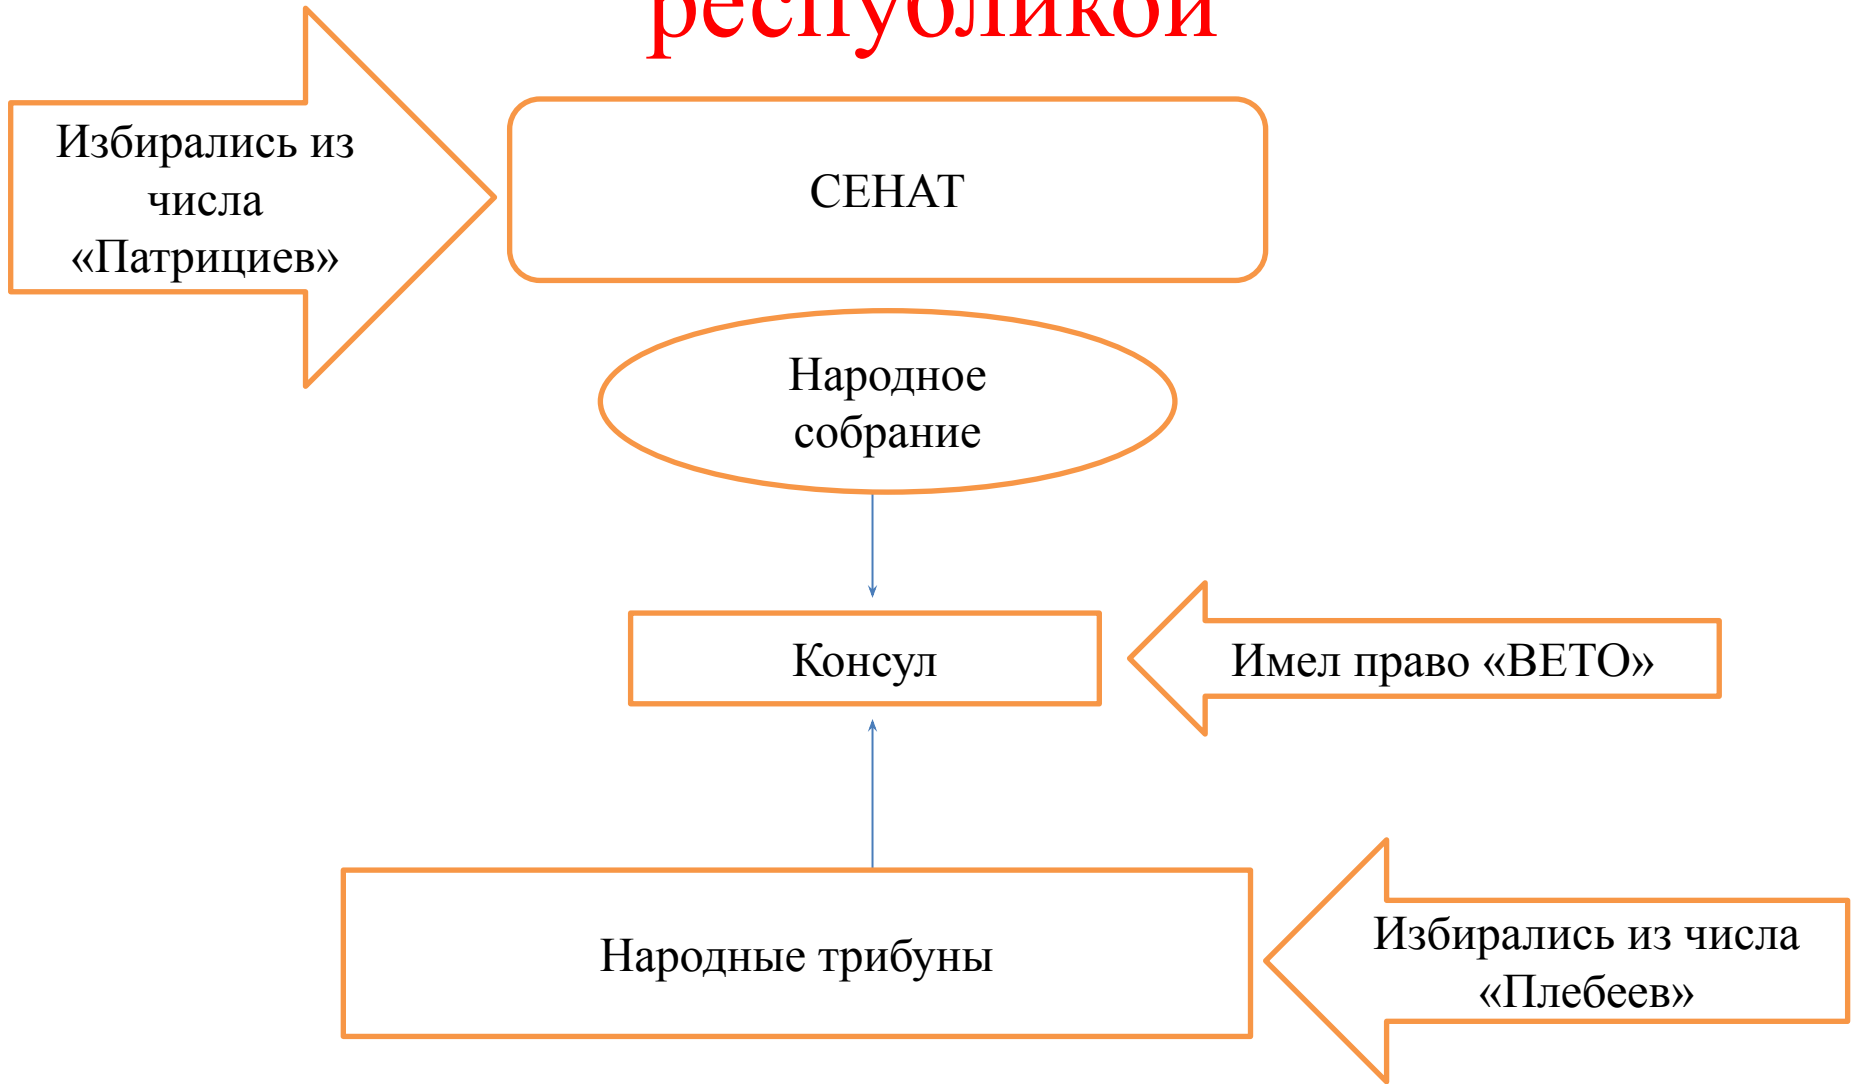 республикой
Избирались из
числа
«Патрициев»
СЕНАТ
Народное
собрание
Консул
Имел право «ВЕТО»
Народные трибуны
Избирались из числа
«Плебеев»